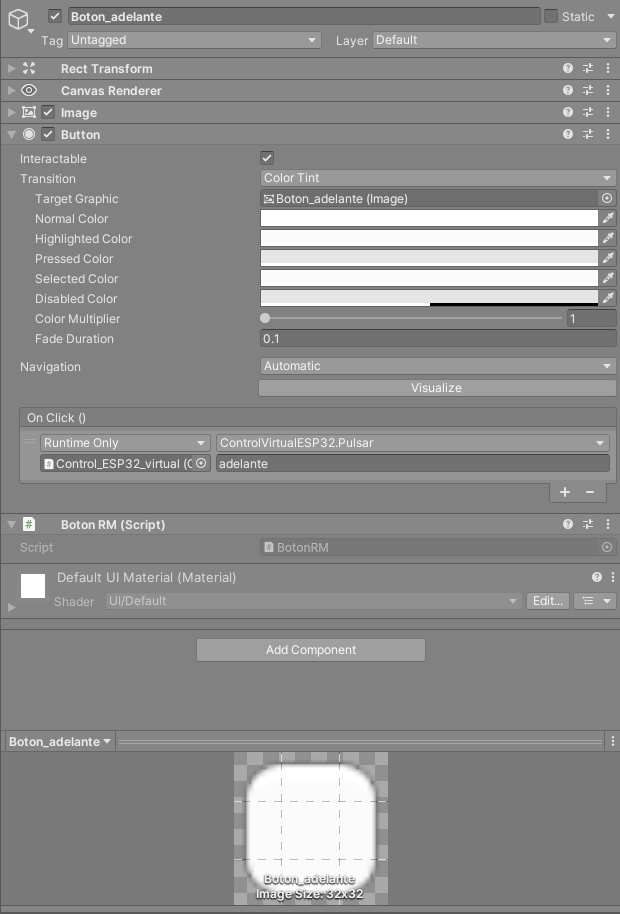 Boton_adelante
Static
Tag Untagged Layer Default
Rect Transform
Canvas Renderer
Image
Button
Interactable
Transition Color Tint
Target Graphic Boton_adelante (Image)
Normal Color
Highlighted Color
Pressed Color
Selected Color
Disabled Color
Color Multiplier 1
Fade Duration 0.1
Navigation Automatic
Visualize
On Click ()
Runtime Only ControlVirtualESP32.Pulsar
# Control_ESP32_virtual (C adelante
+ −
# Boton RM (Script)
Script # BotonRM
Default UI Material (Material)
Shader UI/Default Edit...
Add Component
Boton_adelante
Boton_adelante
Image Size: 32x32